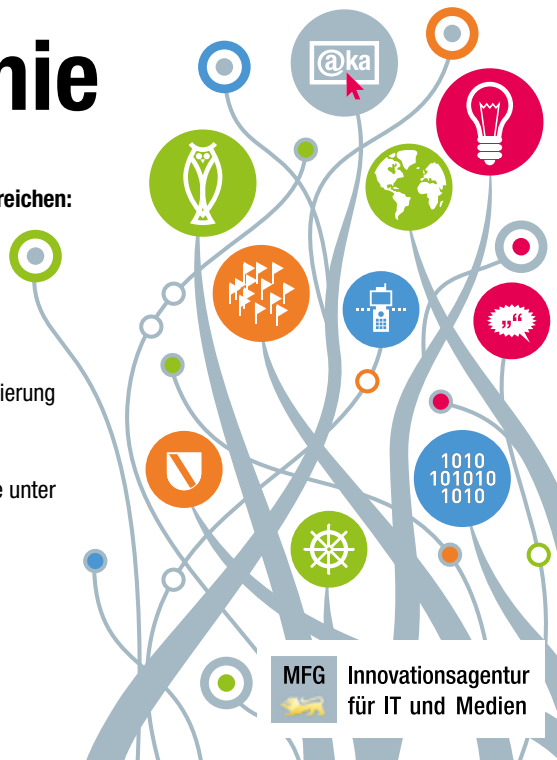 nie
reichen:
ierung
e unter
@ka
„“
1010
101010
1010
MFG
Innovationsagentur
für IT und Medien